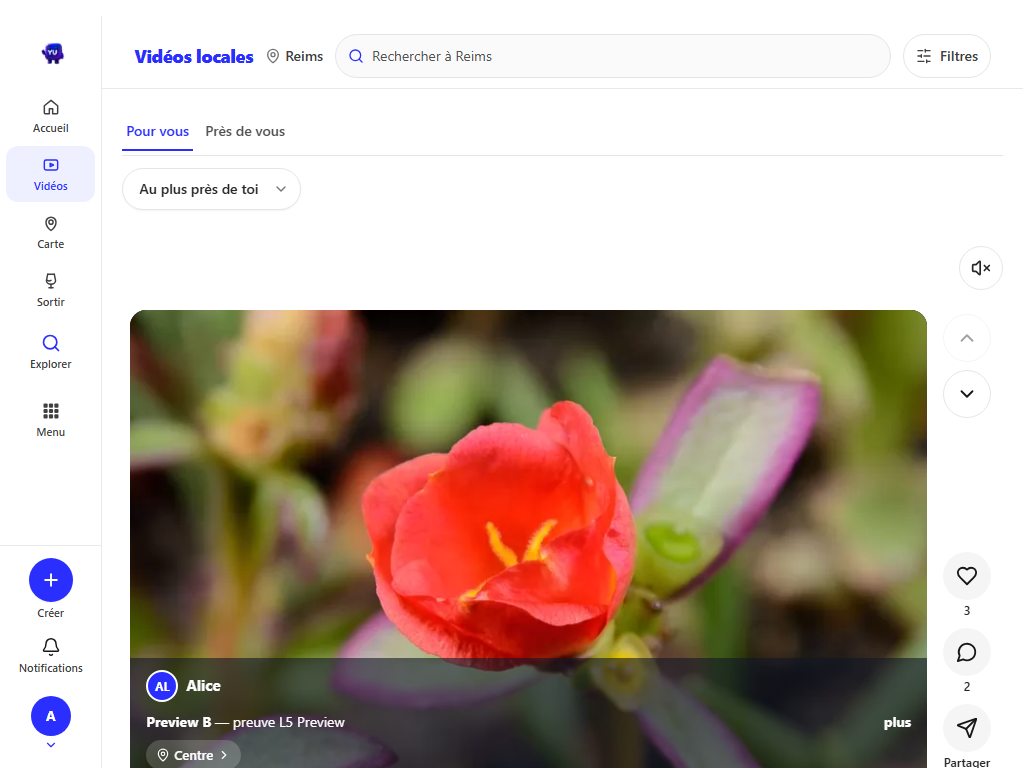 YU
Vidéos locales
Reims
Rechercher à Reims
Filtres
Accueil
Vidéos
Carte
Sortir
Explorer
Menu
Créer
Notifications
A
Pour vous
Près de vous
Au plus près de toi
AL
Alice
Preview B — preuve L5 Preview
plus
Centre
3
2
Partager